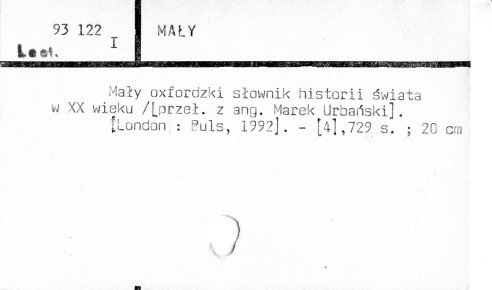 93 122 I MAŁY
Lect.
Mały oxfordzki słownik historii świata
w XX wieku /[przeł. z ang. Marek Urbański].
[London : Puls, 1992]. - [4],729 s. ; 20 cm